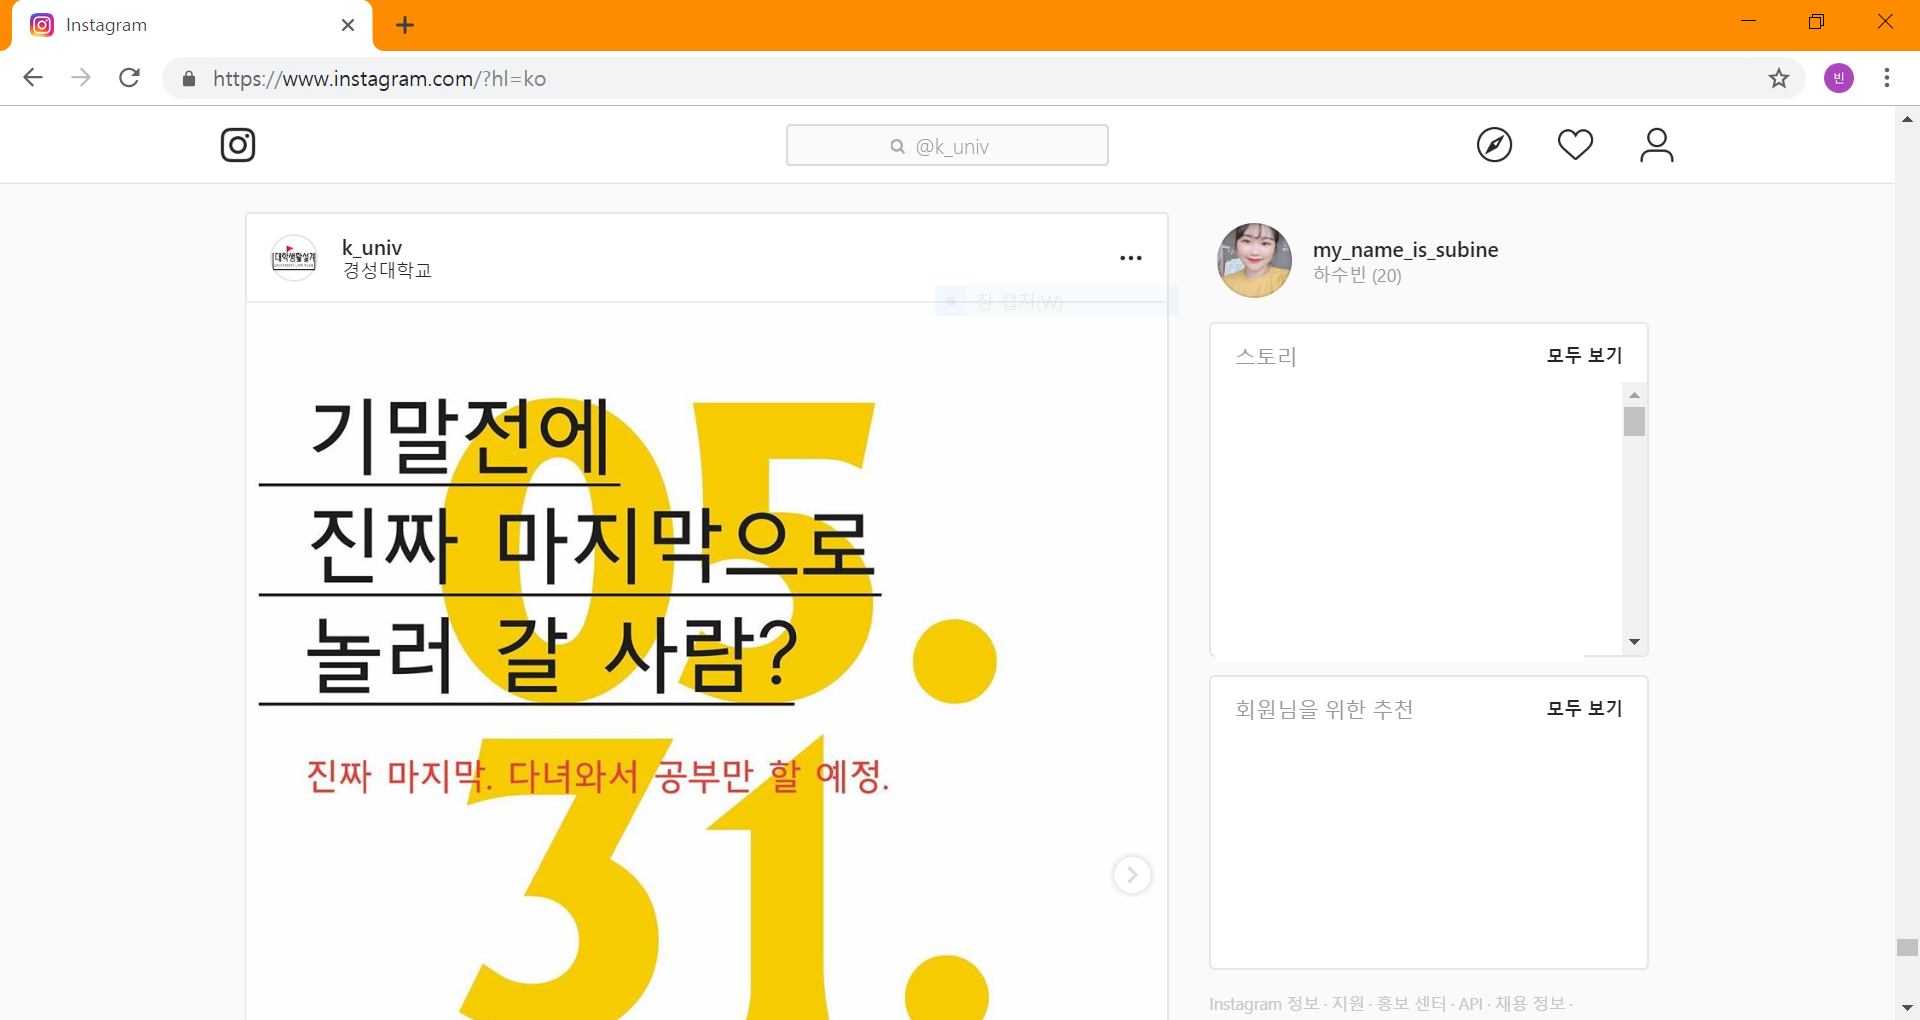 Instagram
https://www.instagram.com/?hl=ko
빈
@k_univ
대학생활설계
UNIVERSITY LIFE PLAN
k_univ
경성대학교
창 캡처(W)
my_name_is_subine
하수빈 (20)
스토리
모두 보기
05.
기말전에
진짜 마지막으로
놀러 갈 사람?
진짜 마지막. 다녀와서 공부만 할 예정.
31.
회원님을 위한 추천
모두 보기
Instagram 정보 · 지원 · 홍보 센터 · API · 채용 정보 ·